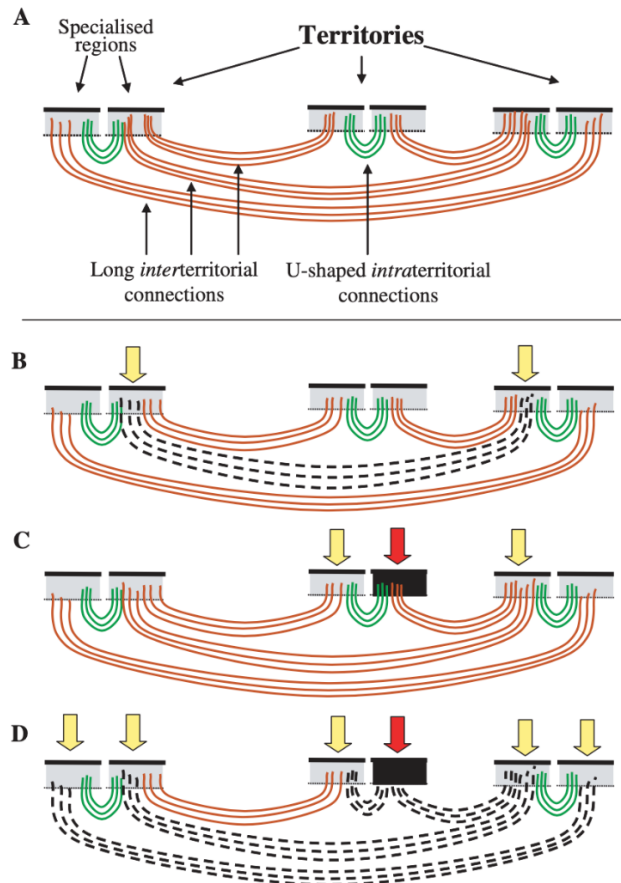 A
Specialised
regions
Territories
Long interterritorial
connections
U-shaped intraterritorial
connections
B
C
D